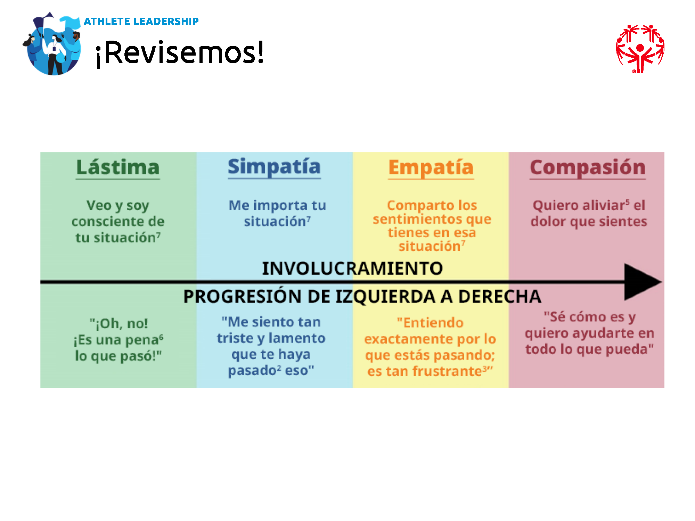 ATHLETE LEADERSHIP
¡Revisemos!
Lástima
Veo y soy
consciente de
tu situación⁷
Simpatía
Me importa tu
situación⁷
Empatía
Comparto los
sentimientos que
tienes en esa
situación⁷
Compasión
Quiero aliviar⁵ el
dolor que sientes
INVOLUCRAMIENTO
PROGRESIÓN DE IZQUIERDA A DERECHA
"¡Oh, no!
¡Es una pena⁶
lo que pasó!"
"Me siento tan
triste y lamento
que te haya
pasado² eso"
"Entiendo
exactamente por lo
que estás pasando;
es tan frustrante³”
"Sé cómo es y
quiero ayudarte en
todo lo que pueda"